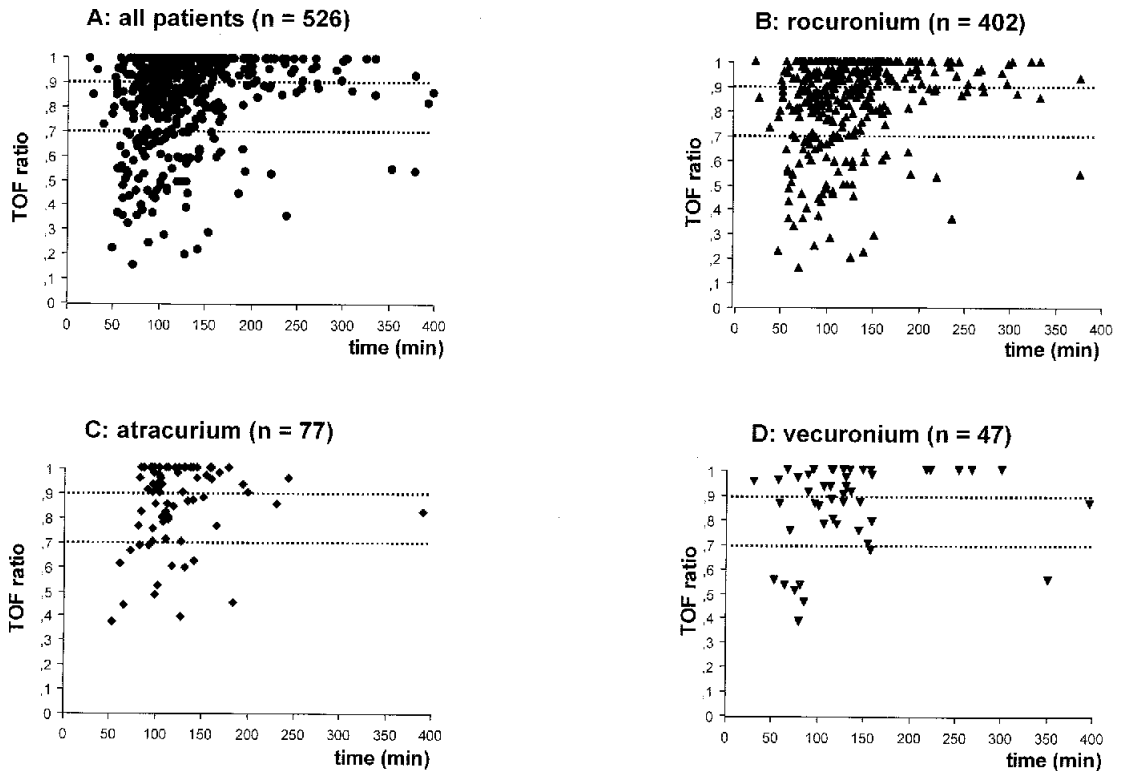 A: all patients (n = 526)
TOF ratio
1
,9
,8
,7
,6
,5
,4
,3
,2
,1
0
0 50 100 150 200 250 300 350 400
time (min)
B: rocuronium (n = 402)
TOF ratio
1
,9
,8
,7
,6
,5
,4
,3
,2
,1
0
0 50 100 150 200 250 300 350 400
time (min)
C: atracurium (n = 77)
TOF ratio
1
,9
,8
,7
,6
,5
,4
,3
,2
,1
0
0 50 100 150 200 250 300 350 400
time (min)
D: vecuronium (n = 47)
TOF ratio
1
,9
,8
,7
,6
,5
,4
,3
,2
,1
0
0 50 100 150 200 250 300 350 400
time (min)